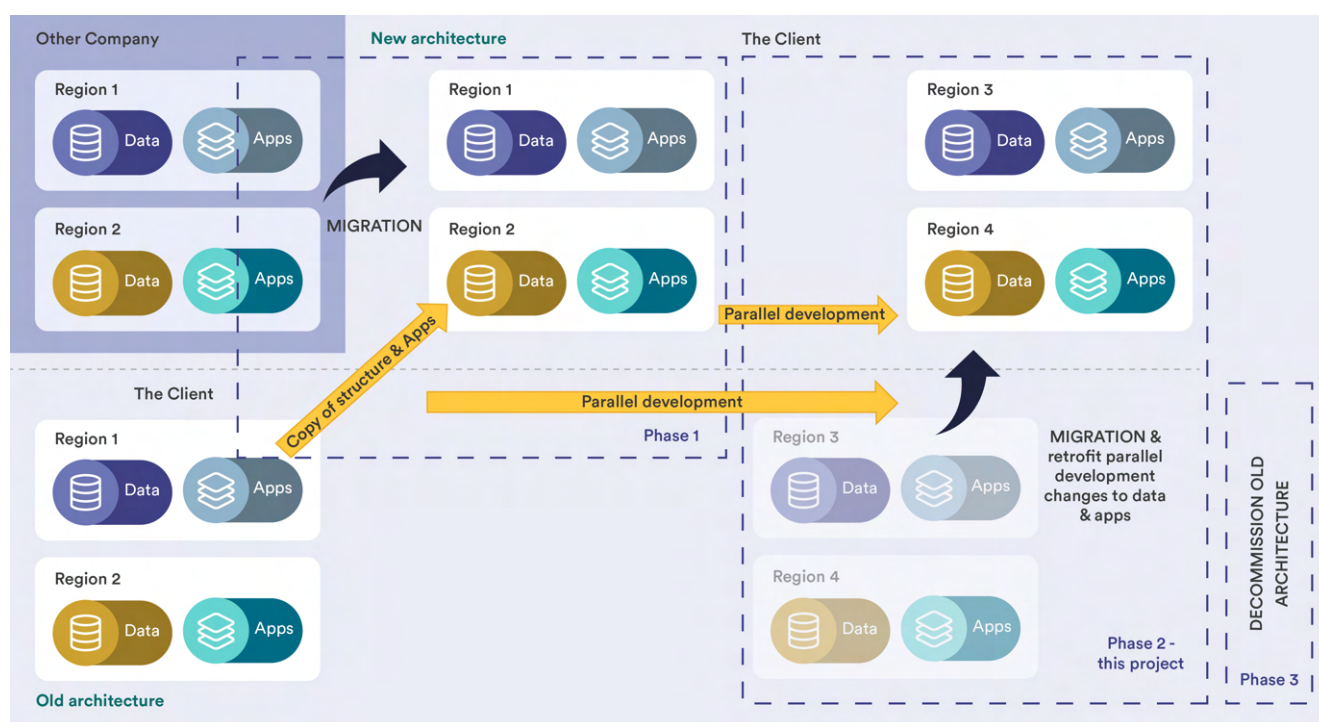 Other Company
New architecture
The Client
Region 1
Data
Apps
Region 1
Data
Apps
Region 3
Data
Apps
MIGRATION
Region 2
Data
Apps
Region 2
Data
Apps
Region 4
Data
Apps
Copy of structure & Apps
Parallel development
The Client
Parallel development
Phase 1
Region 1
Data
Apps
Region 3
Data
Apps
MIGRATION &
retrofit parallel
development
changes to data
& apps
Region 2
Data
Apps
Region 4
Data
Apps
Phase 2 -
this project
DECOMMISSION OLD
ARCHITECTURE
Phase 3
Old architecture